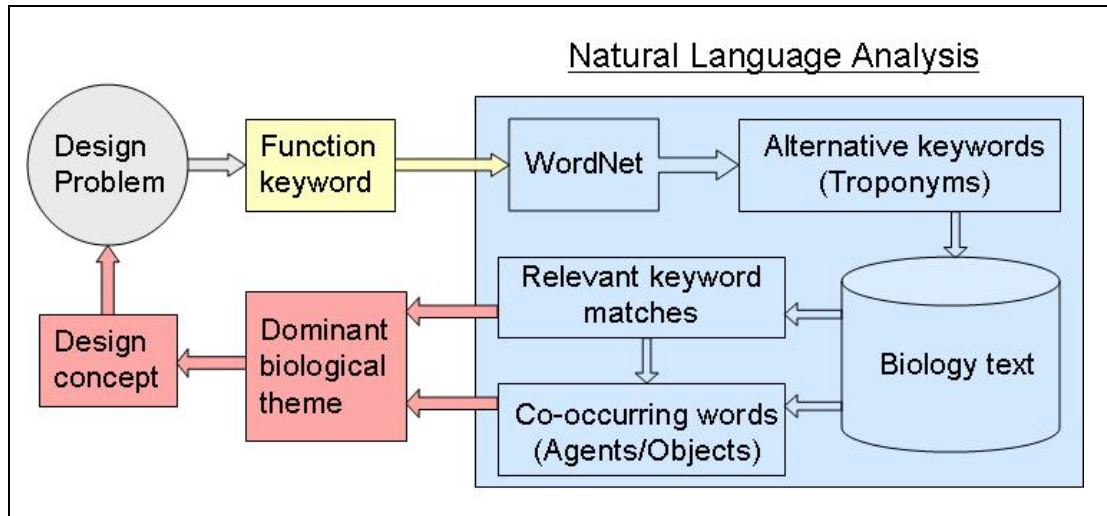 Natural Language Analysis
Design
Problem
Function
keyword
WordNet
Alternative keywords
(Troponyms)
Relevant keyword
matches
Biology text
Dominant
biological
theme
Design
concept
Co-occurring words
(Agents/Objects)